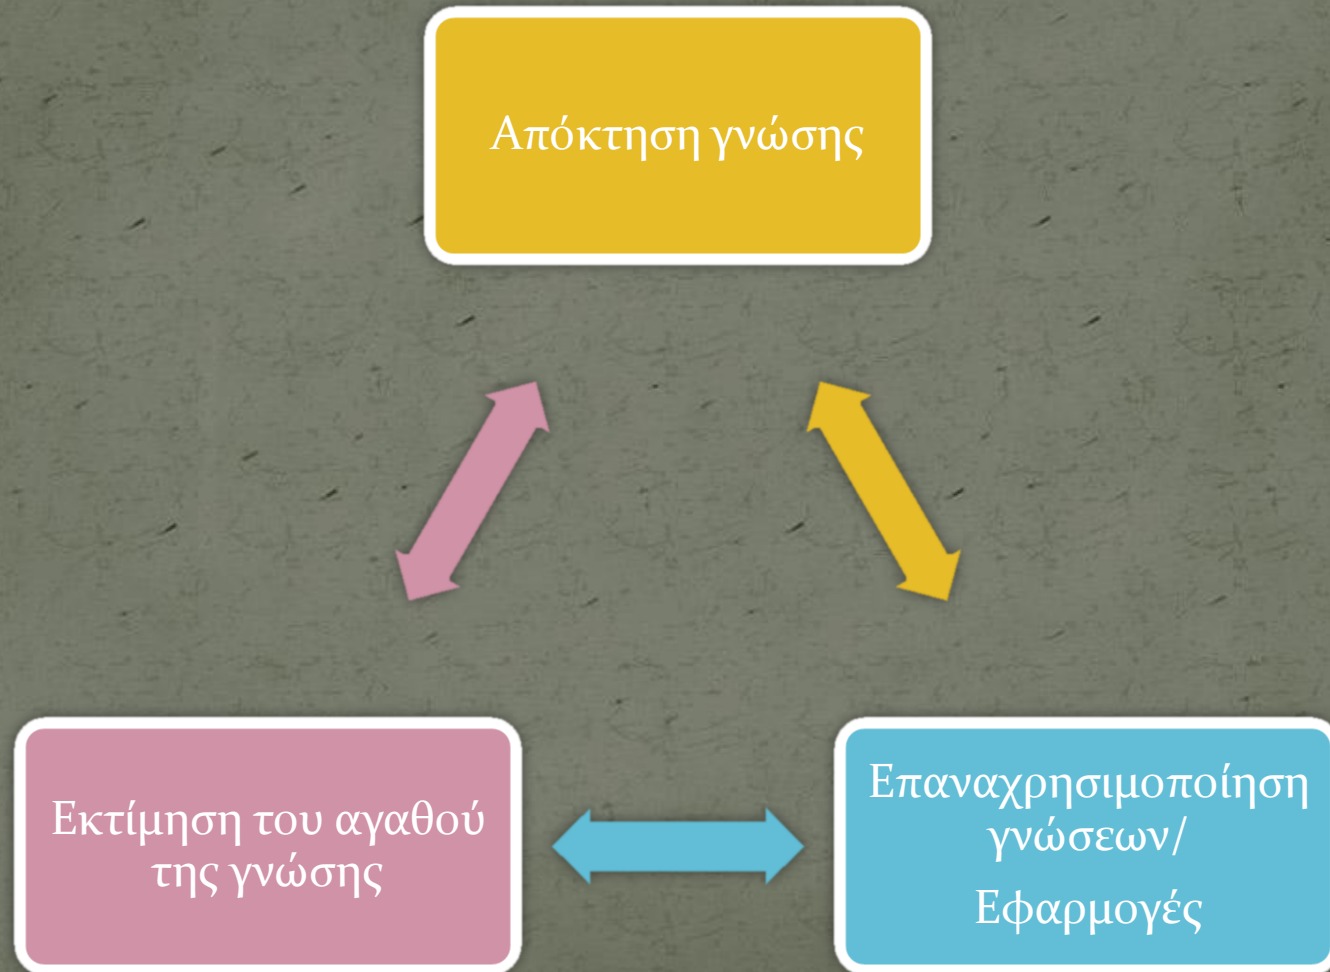 Απόκτηση γνώσης
Εκτίμηση του αγαθού
της γνώσης
Επαναχρησιμοποίηση
γνώσεων/
Εφαρμογές